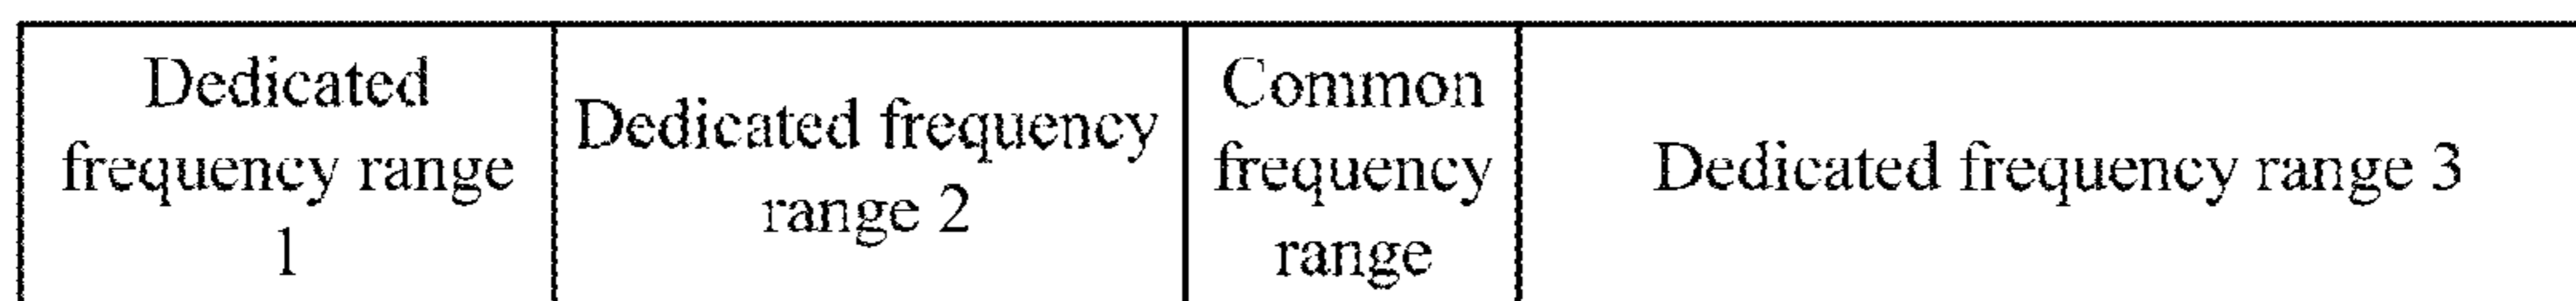 Dedicated
frequency range
1
Dedicated frequency
range 2
Common
frequency
range
Dedicated frequency range 3